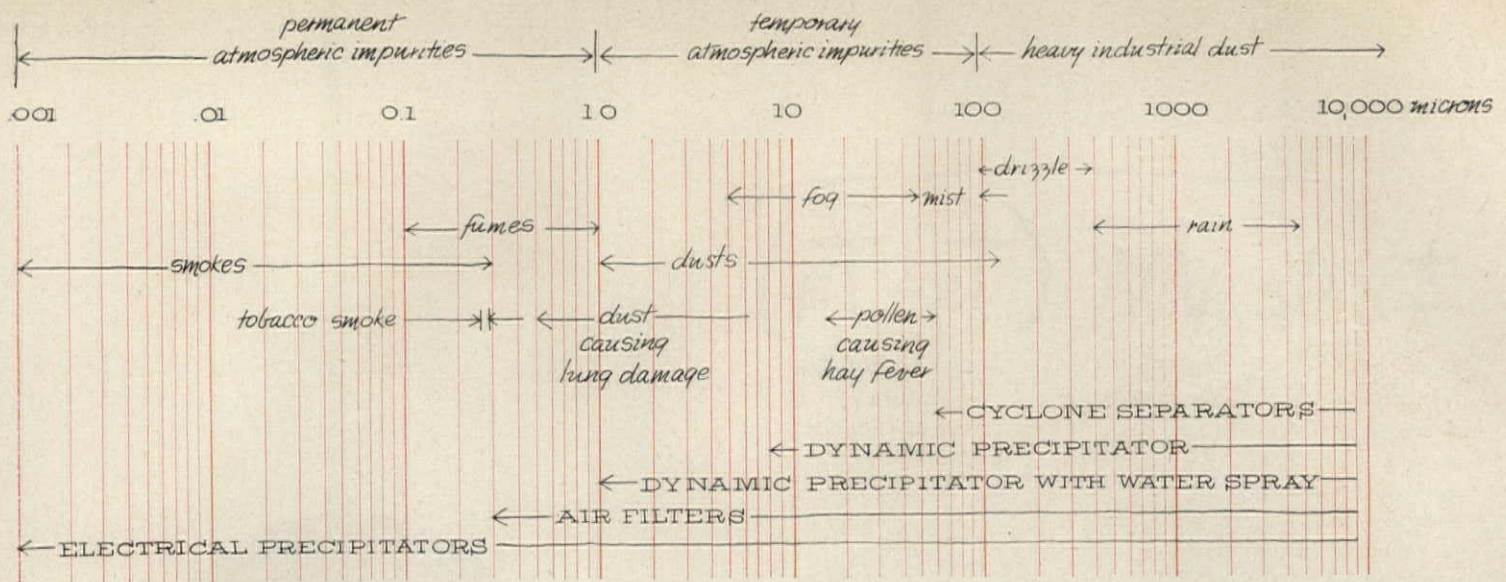 permanent
atmospheric impurities
temporary
atmospheric impurities
heavy industrial dust
.001 .01 0.1 1 0 10 100 1000 10,000 microns
drizzle
fog mist
fumes rain
smokes dusts
tobacco smoke dust pollen
causing causing
lung damage hay fever
CYCLONE SEPARATORS
DYNAMIC PRECIPITATOR
DYNAMIC PRECIPITATOR WITH WATER SPRAY
AIR FILTERS
ELECTRICAL PRECIPITATORS